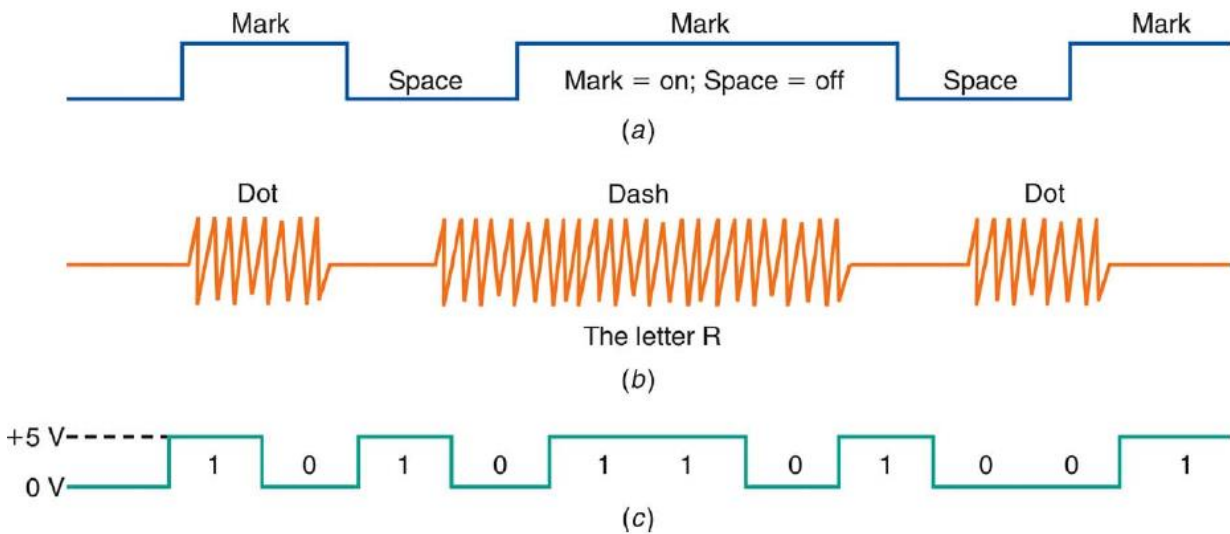 Mark Mark Mark
Space Mark = on; Space = off Space
(a)
Dot Dash Dot
The letter R
(b)
+5 V
1 0 1 0 1 1 0 1 0 0 1
0 V
(c)